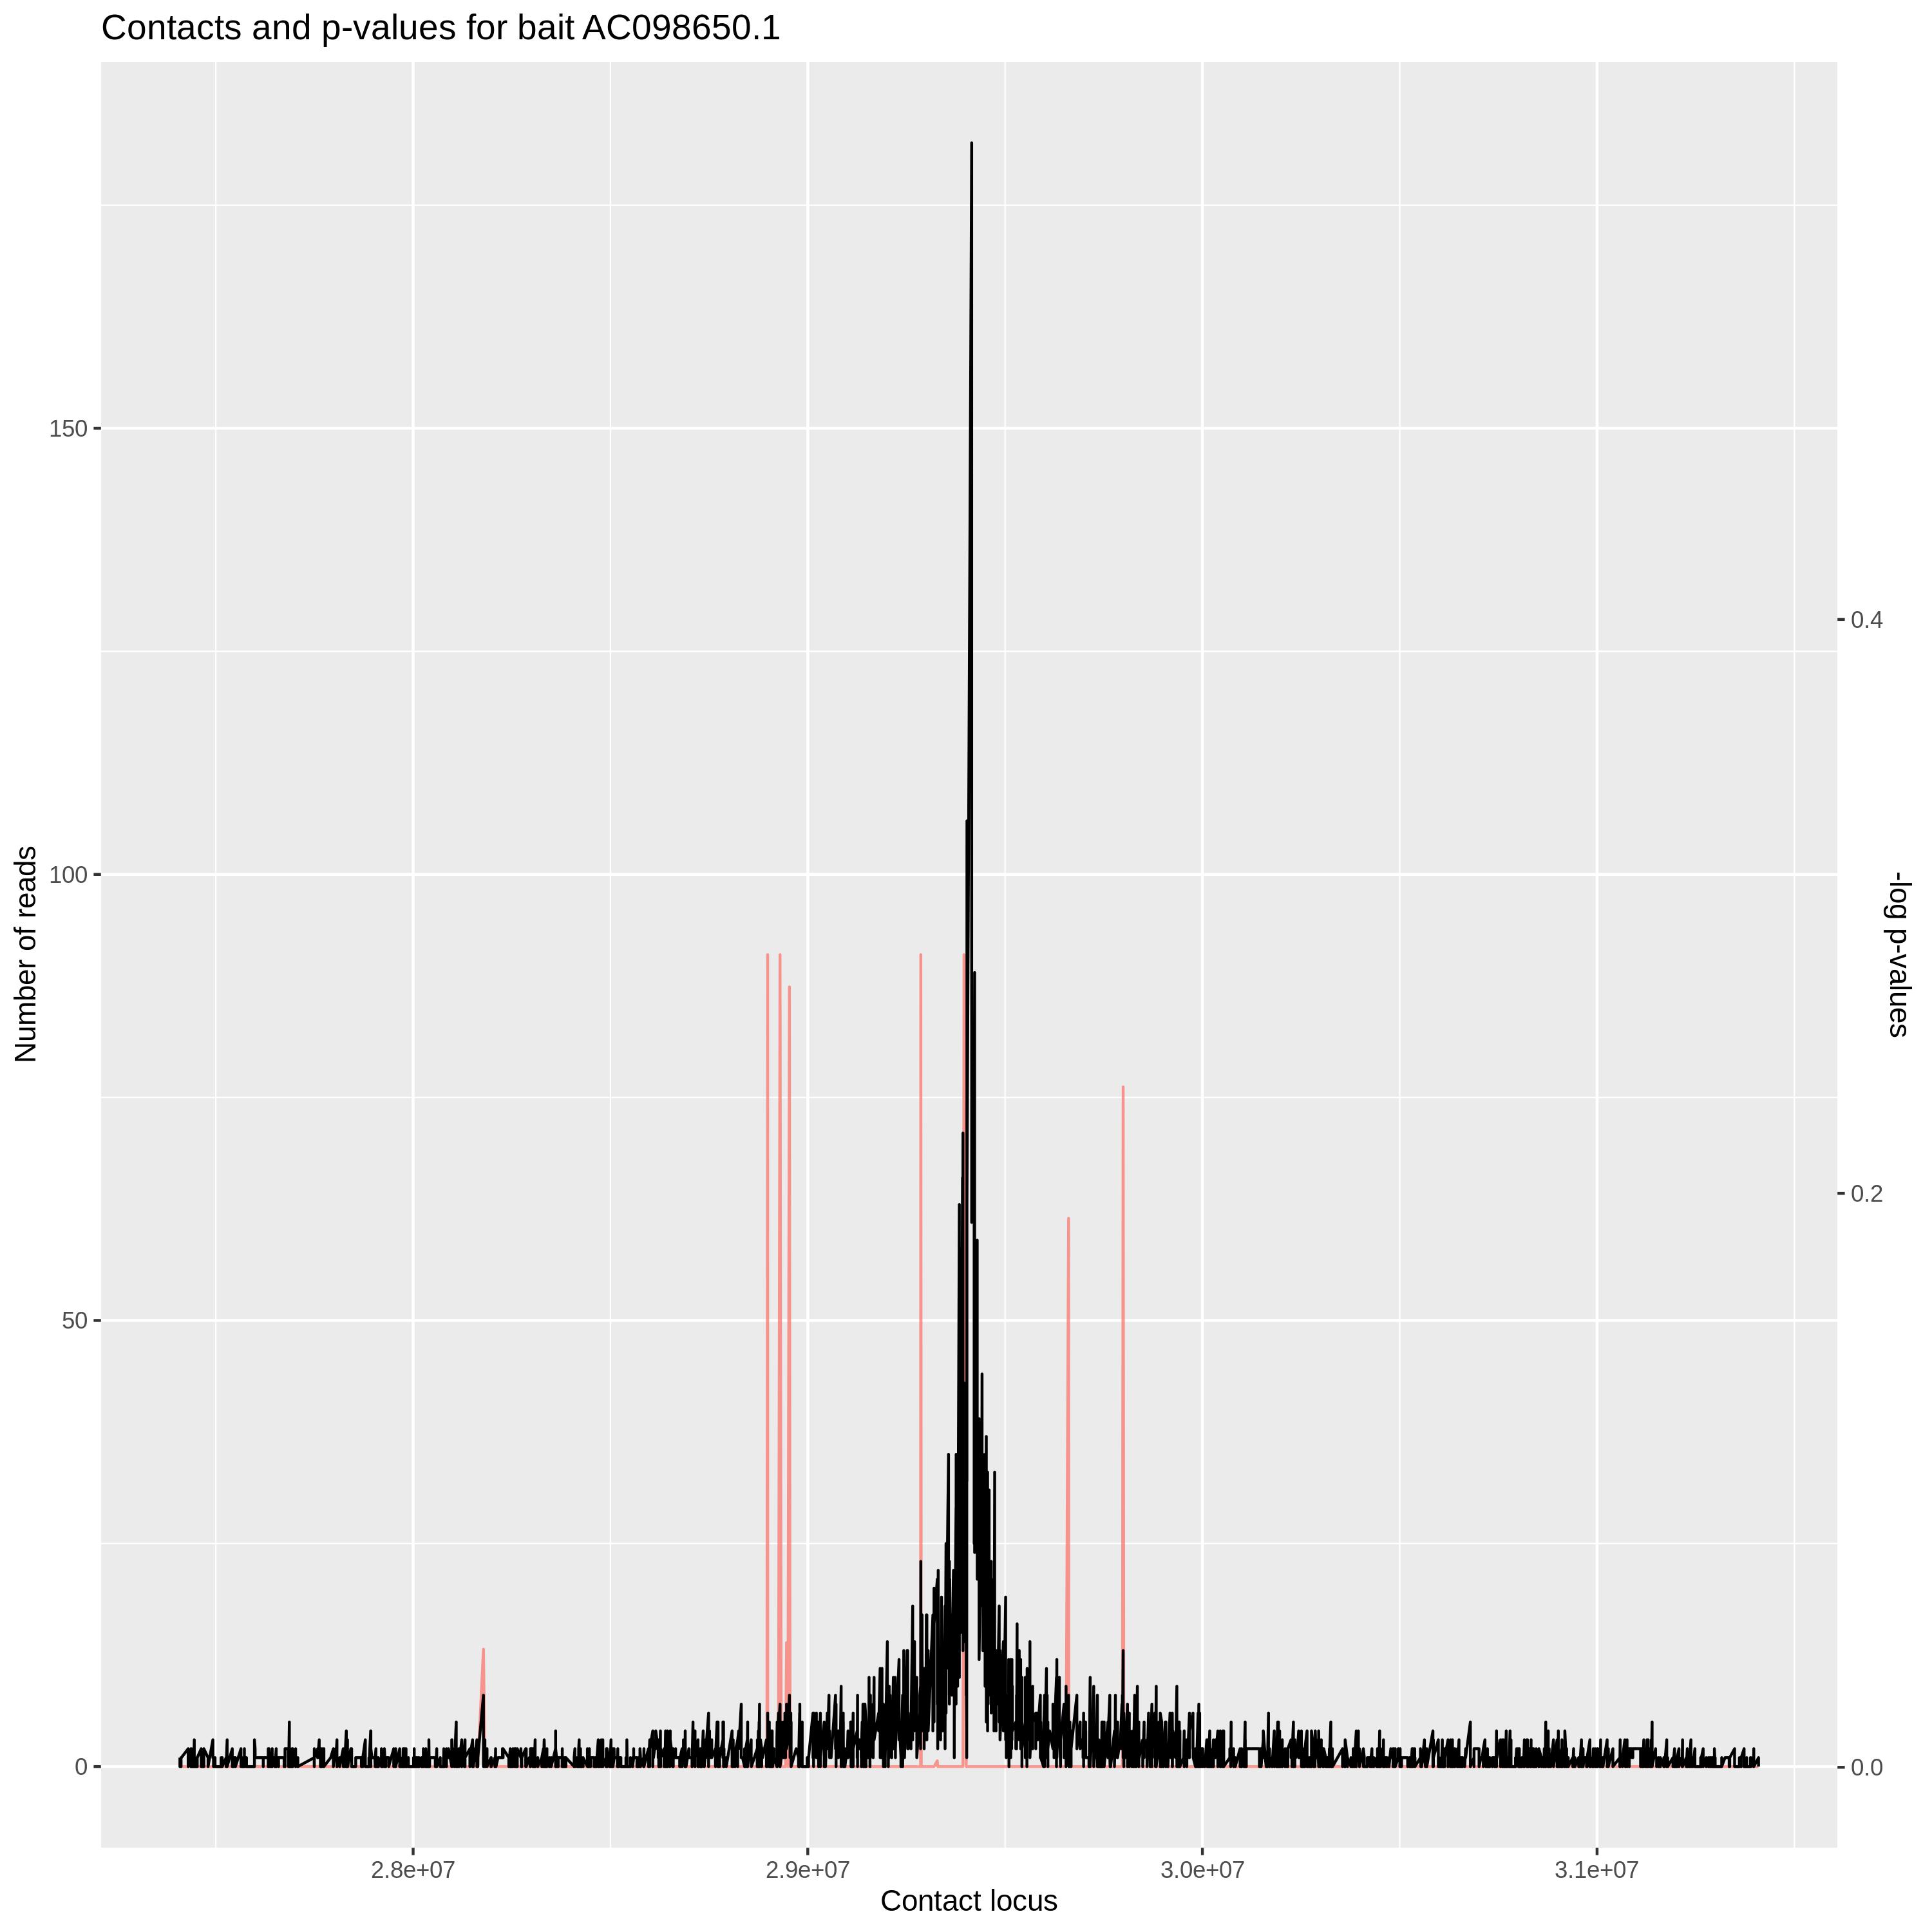 Contacts and p-values for bait AC098650.1
Number of reads
150
100
50
0
0.4
0.2
0.0
-log p-values
2.8e+07
2.9e+07
3.0e+07
3.1e+07
Contact locus